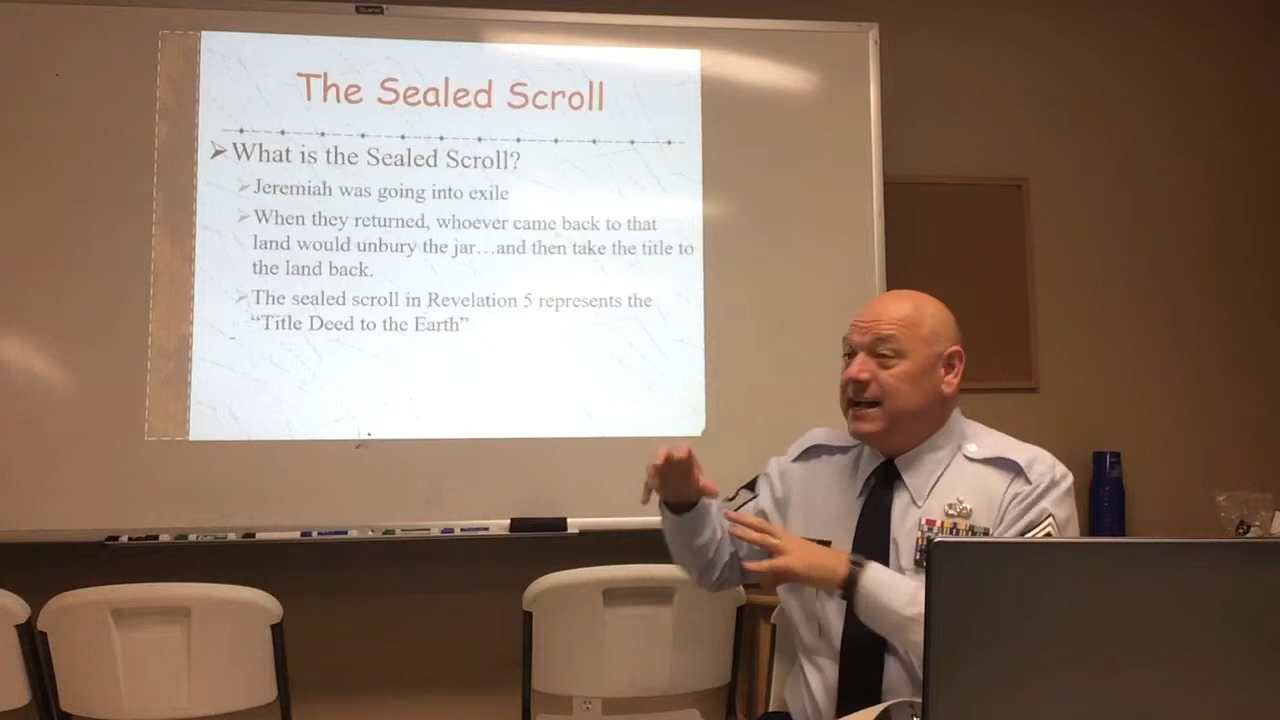 The Sealed Scroll
What is the Sealed Scroll?
Jeremiah was going into exile
When they returned, whoever came back to that
land would unbury the jar…and then take the title to
the land back.
The sealed scroll in Revelation 5 represents the
“Title Deed to the Earth”